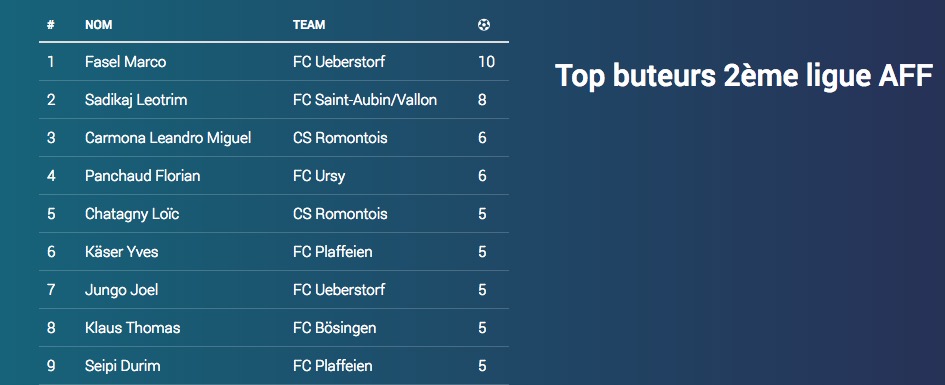 # NOM TEAM
1 Fasel Marco FC Ueberstorf 10
2 Sadikaj Leotrim FC Saint-Aubin/Vallon 8
3 Carmona Leandro Miguel CS Romontois 6
4 Panchaud Florian FC Ursy 6
5 Chatagny Loïc CS Romontois 5
6 Käser Yves FC Plaffeien 5
7 Jungo Joel FC Ueberstorf 5
8 Klaus Thomas FC Bösingen 5
9 Seipi Durim FC Plaffeien 5
Top buteurs 2ème ligue AFF